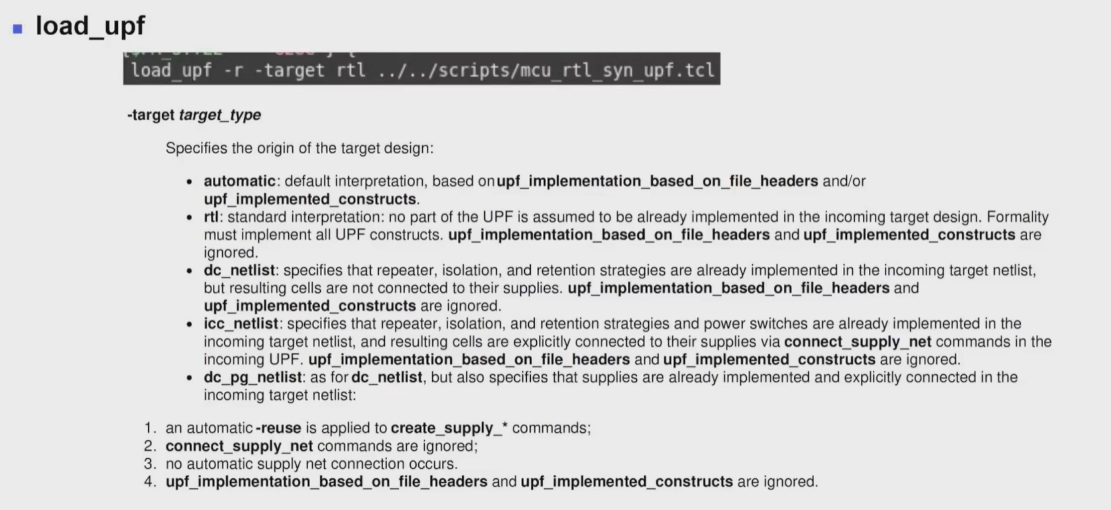 load_upf
load_upf -r -target rtl ../../scripts/mcu_rtl_syn_upf.tcl
-target target_type
Specifies the origin of the target design:
• automatic: default interpretation, based on upf_implementation_based_on_file_headers and/or
upf_implemented_constructs.
• rtl: standard interpretation: no part of the UPF is assumed to be already implemented in the incoming target design. Formality
must implement all UPF constructs. upf_implementation_based_on_file_headers and upf_implemented_constructs are
ignored.
• dc_netlist: specifies that repeater, isolation, and retention strategies are already implemented in the incoming target netlist,
but resulting cells are not connected to their supplies. upf_implementation_based_on_file_headers and
upf_implemented_constructs are ignored.
• icc_netlist: specifies that repeater, isolation, and retention strategies and power switches are already implemented in the
incoming target netlist, and resulting cells are explicitly connected to their supplies via connect_supply_net commands in the
incoming UPF. upf_implementation_based_on_file_headers and upf_implemented_constructs are ignored.
• dc_pg_netlist: as for dc_netlist, but also specifies that supplies are already implemented and explicitly connected in the
incoming target netlist:
1. an automatic -reuse is applied to create_supply_* commands;
2. connect_supply_net commands are ignored;
3. no automatic supply net connection occurs.
4. upf_implementation_based_on_file_headers and upf_implemented_constructs are ignored.